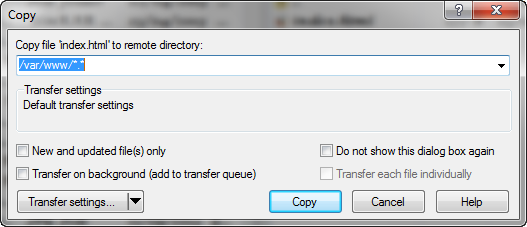 Copy
Copy file 'index.html' to remote directory:
/var/www/*.*
Transfer settings
Default transfer settings
New and updated file(s) only
Do not show this dialog box again
Transfer on background (add to transfer queue)
Transfer each file individually
Transfer settings...
Copy
Cancel
Help